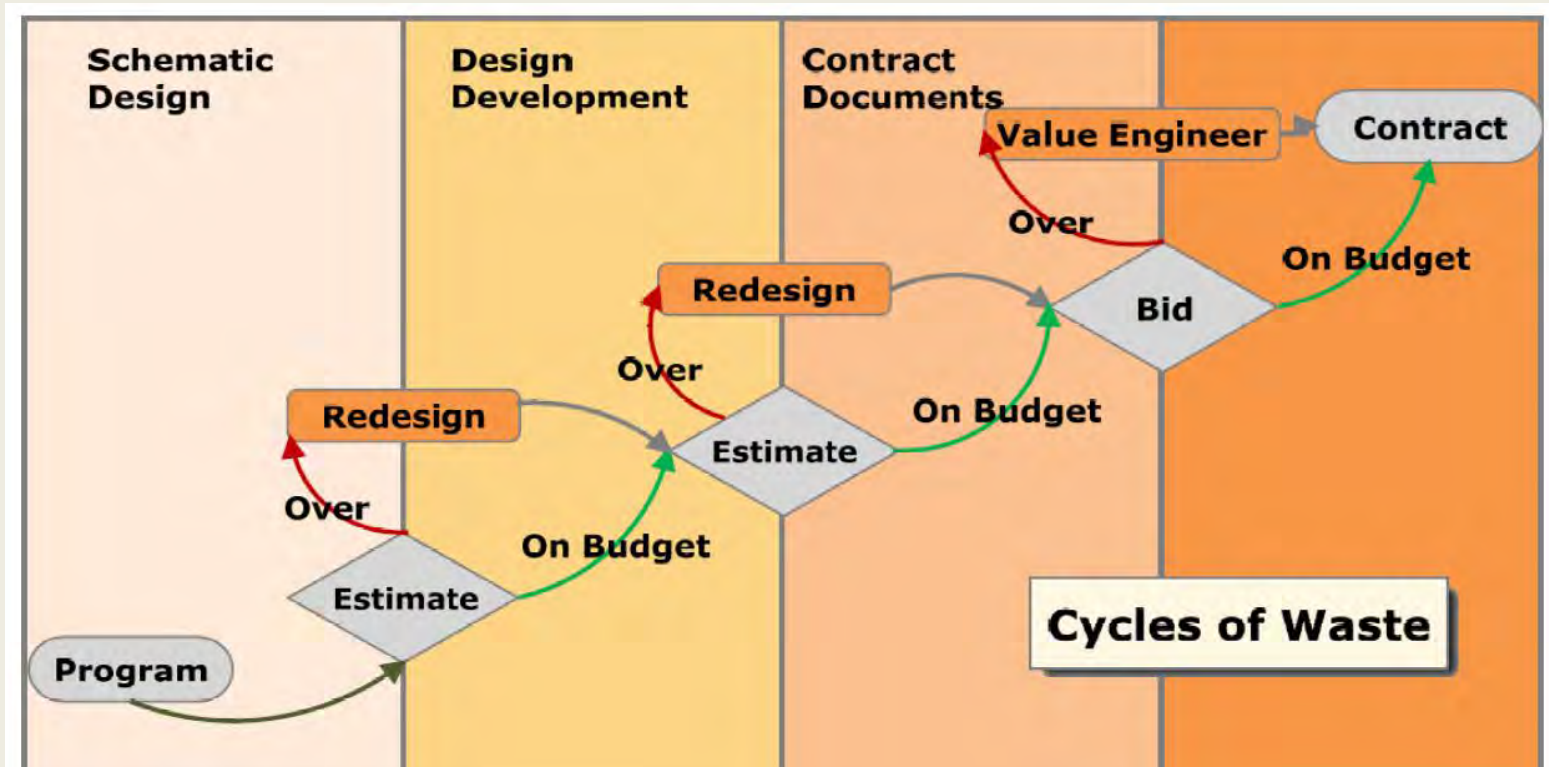 Schematic
Design
Design
Development
Contract
Documents
Value Engineer
Contract
Over
On Budget
Redesign
Bid
Over
On Budget
Redesign
Estimate
Over
On Budget
Estimate
Cycles of Waste
Program